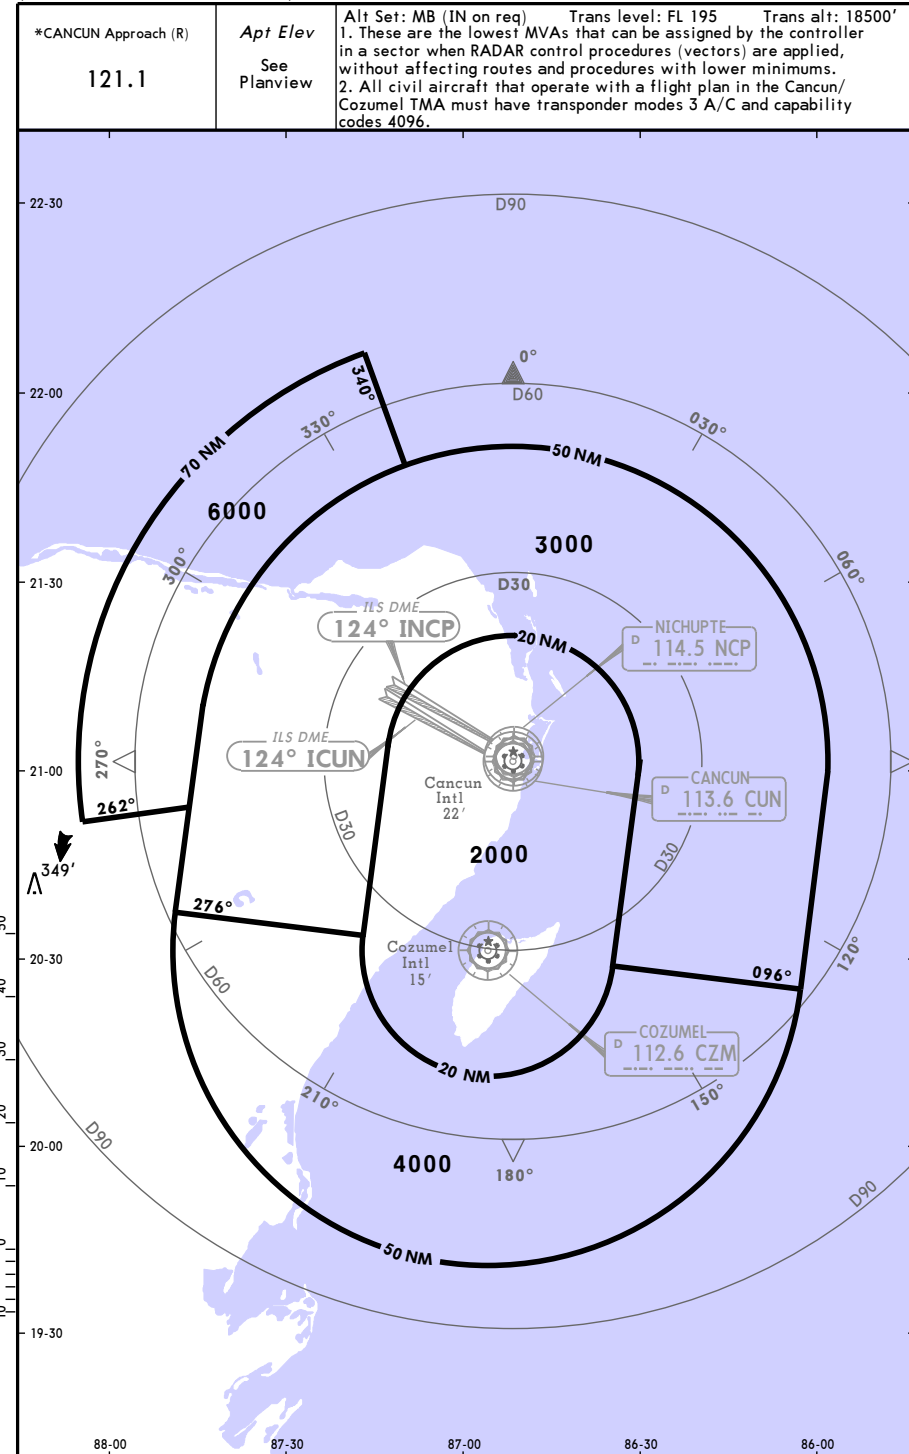 *CANCUN Approach (R)
121.1
Apt Elev
See
Planview
Alt Set: MB (IN on req) Trans level: FL 195 Trans alt: 18500'
1. These are the lowest MVAs that can be assigned by the controller
in a sector when RADAR control procedures (vectors) are applied,
without affecting routes and procedures with lower minimums.
2. All civil aircraft that operate with a flight plan in the Cancun/
Cozumel TMA must have transponder modes 3 A/C and capability
codes 4096.
22-30
D90
0°
340°
22-00
D60
330°
030°
70 NM
50 NM
6000
3000
300°
060°
21-30
D30
ILS DME
124° INCP
20 NM
NICHUPTE
D 114.5 NCP
ILS DME
124° ICUN
270°
21-00
Cancun
Intl
22'
CANCUN
D 113.6 CUN
262°
D30
2000
D30
349'
276°
50
Cozumel
Intl
15'
20-30
120°
096°
D60
40
COZUMEL
D 112.6 CZM
30
20 NM
210°
150°
20
D90
20-00
4000
180°
10
D90
0
50 NM
10
19-30
88-00
87-30
87-00
86-30
86-00